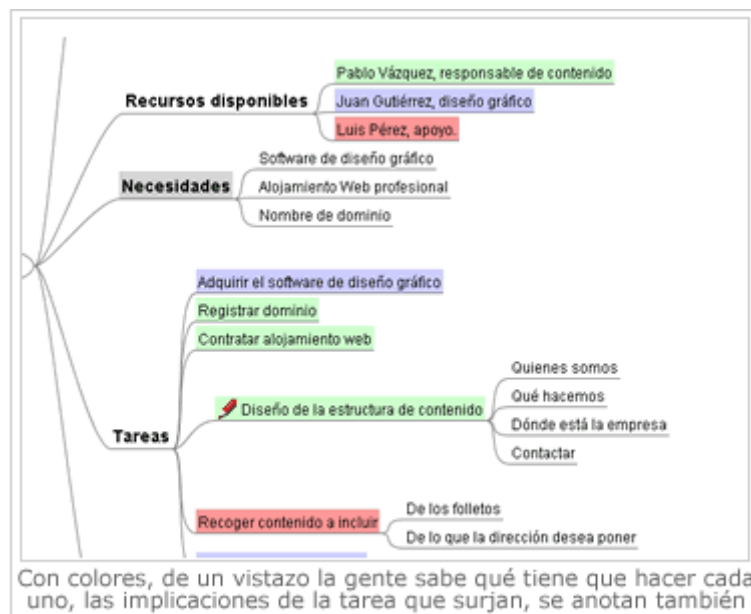 Recursos disponibles
Pablo Vázquez, responsable de contenido
Juan Gutiérrez, diseño gráfico
Luis Pérez, apoyo.
Necesidades
Software de diseño gráfico
Alojamiento Web profesional
Nombre de dominio
Tareas
Adquirir el software de diseño gráfico
Registrar dominio
Contratar alojamiento web
Diseño de la estructura de contenido
Quienes somos
Qué hacemos
Dónde está la empresa
Contactar
Recoger contenido a incluir
De los folletos
De lo que la dirección desea poner
Con colores, de un vistazo la gente sabe qué tiene que hacer cada
uno, las implicaciones de la tarea que surjan, se anotan también